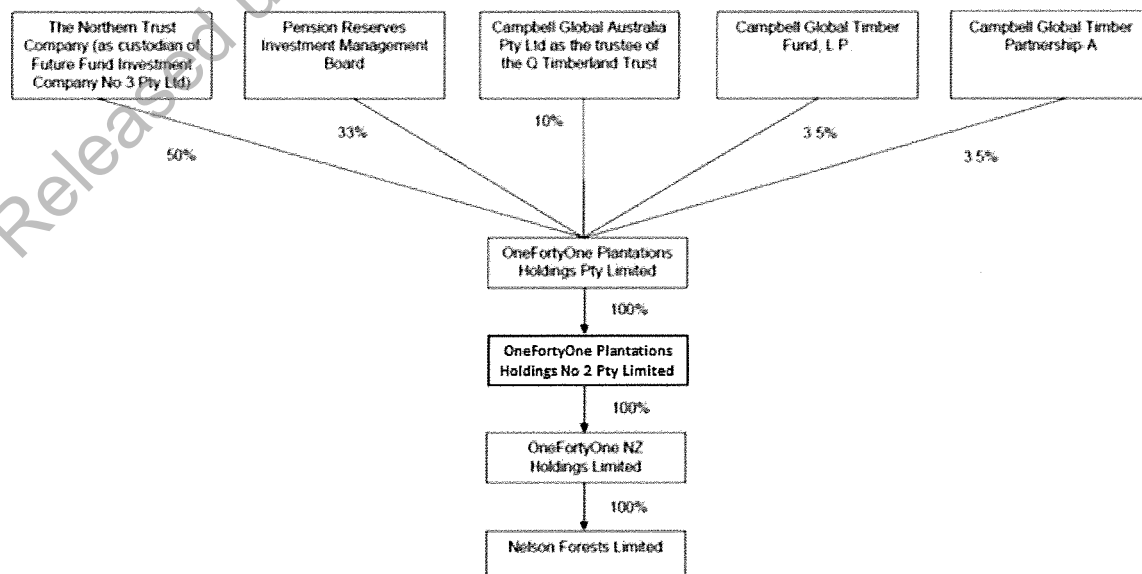 The Northern Trust
Company (as custodian of
Future Fund Investment
Company No 3 Pty Ltd)
Pension Reserves
Investment Management
Board
Campbell Global Australia
Pty Ltd as the trustee of
the Q Timberland Trust
Campbell Global Timber
Fund, L P
Campbell Global Timber
Partnership A
50%
33%
10%
3 5%
3 5%
OneFortyOne Plantations
Holdings Pty Limited
100%
OneFortyOne Plantations
Holdings No 2 Pty Limited
100%
OneFortyOne NZ
Holdings Limited
100%
Nelson Forests Limited
Released